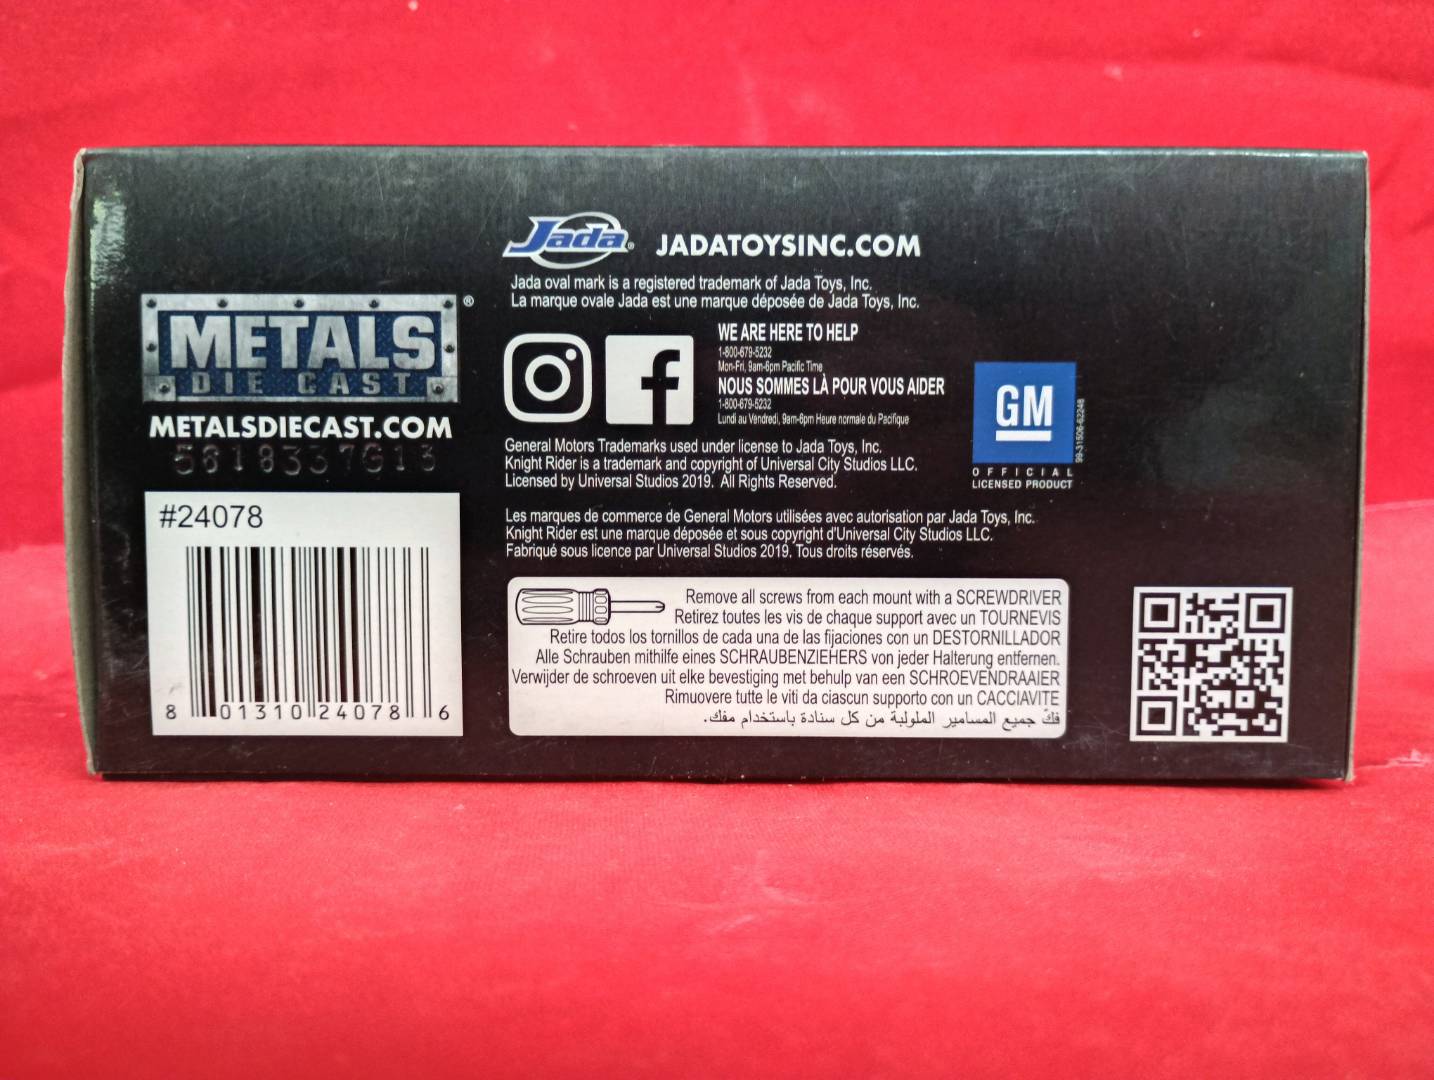 METALS
DIE CAST
®
METALSDIECAST.COM
5618337G13
#24078
8 01310 24078 6
Jada®
JADATOYSINC.COM
Jada oval mark is a registered trademark of Jada Toys, Inc.
La marque ovale Jada est une marque déposée de Jada Toys, Inc.
WE ARE HERE TO HELP
1-800-679-5232
Mon-Fri, 9am-6pm Pacific Time
NOUS SOMMES LÀ POUR VOUS AIDER
1-800-679-5232
Lundi au Vendredi, 9am-6pm Heure normale du Pacifique
General Motors Trademarks used under license to Jada Toys, Inc.
Knight Rider is a trademark and copyright of Universal City Studios LLC.
Licensed by Universal Studios 2019. All Rights Reserved.
Les marques de commerce de General Motors utilisées avec autorisation par Jada Toys, Inc.
Knight Rider est une marque déposée et sous copyright d'Universal City Studios LLC.
Fabriqué sous licence par Universal Studios 2019. Tous droits réservés.
GM
OFFICIAL
LICENSED PRODUCT
99-31506-62248
Remove all screws from each mount with a SCREWDRIVER
Retirez toutes les vis de chaque support avec un TOURNEVIS
Retire todos los tornillos de cada una de las fijaciones con un DESTORNILLADOR
Alle Schrauben mithilfe eines SCHRAUBENZIEHERS von jeder Halterung entfernen.
Verwijder de schroeven uit elke bevestiging met behulp van een SCHROEVENDRAAIER
Rimuovere tutte le viti da ciascun supporto con un CACCIAVITE
فكّ جميع المسامير الملولبة من كل سنادة باستخدام مفك.